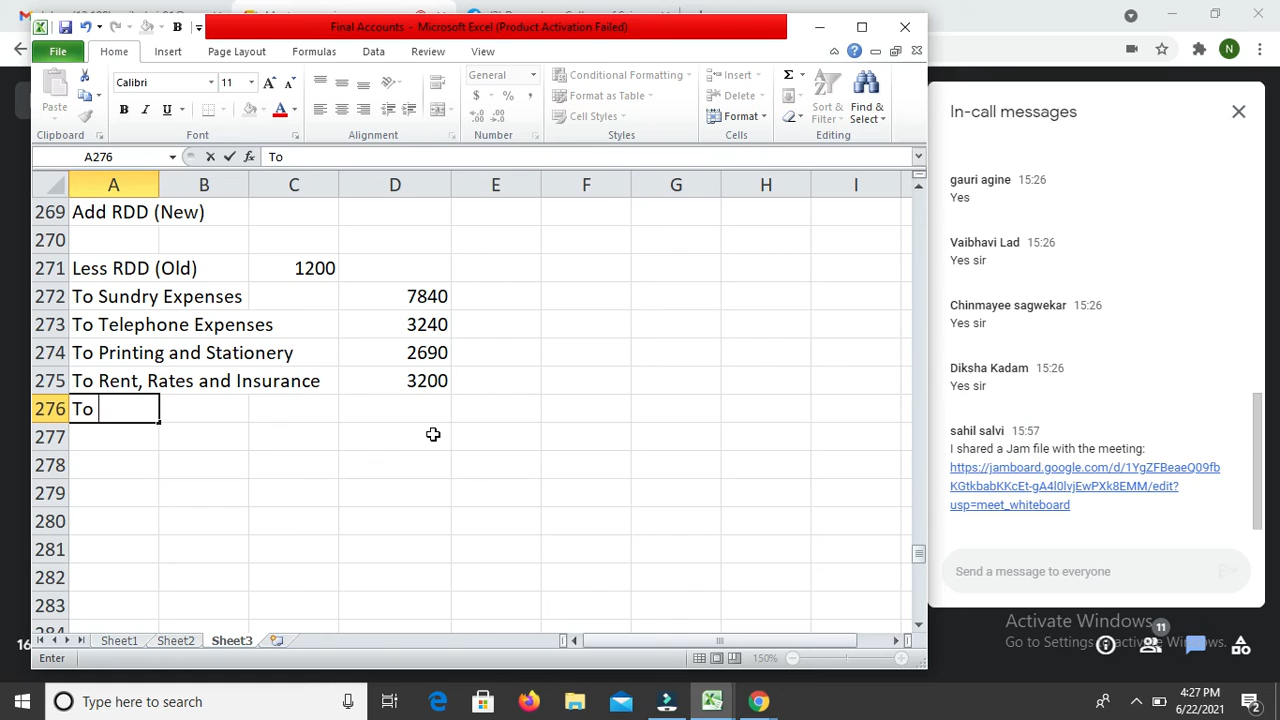 Final Accounts - Microsoft Excel (Product Activation Failed)
File
Home
Insert
Page Layout
Formulas
Data
Review
View
N
Paste
Clipboard
Calibri
11
Font
Alignment
General
Number
Conditional Formatting
Format as Table
Cell Styles
Styles
Insert
Delete
Format
Cells
Sort & Filter
Find & Select
Editing
A276
To
A B C D E F G H I
269 Add RDD (New)
270
271 Less RDD (Old) 1200
272 To Sundry Expenses 7840
273 To Telephone Expenses 3240
274 To Printing and Stationery 2690
275 To Rent, Rates and Insurance 3200
276 To
277
278
279
280
281
282
283
284
Sheet1 Sheet2 Sheet3
Enter
150%
In-call messages
gauri agine 15:26
Yes
Vaibhavi Lad 15:26
Yes sir
Chinmayee sagwekar 15:26
Yes sir
Diksha Kadam 15:26
Yes sir
sahil salvi 15:57
I shared a Jam file with the meeting:
https://jamboard.google.com/d/1YgZFBeaeQ09fb
KGtkbabKKcEt-gA4l0lvjEwPXk8EMM/edit?
usp=meet_whiteboard
Send a message to everyone
Activate Windows
Go to Settings to activate Windows.
11
16
Type here to search
4:27 PM
6/22/2021
2